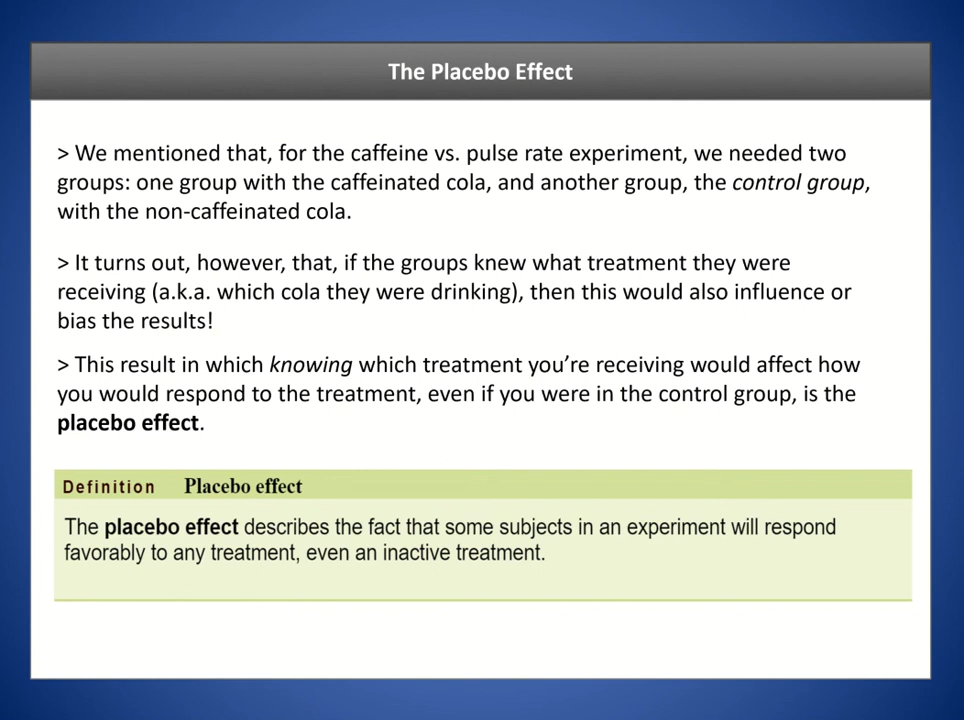 The Placebo Effect
> We mentioned that, for the caffeine vs. pulse rate experiment, we needed two
groups: one group with the caffeinated cola, and another group, the control group,
with the non-caffeinated cola.
> It turns out, however, that, if the groups knew what treatment they were
receiving (a.k.a. which cola they were drinking), then this would also influence or
bias the results!
> This result in which knowing which treatment you’re receiving would affect how
you would respond to the treatment, even if you were in the control group, is the
placebo effect.
Definition Placebo effect
The placebo effect describes the fact that some subjects in an experiment will respond
favorably to any treatment, even an inactive treatment.